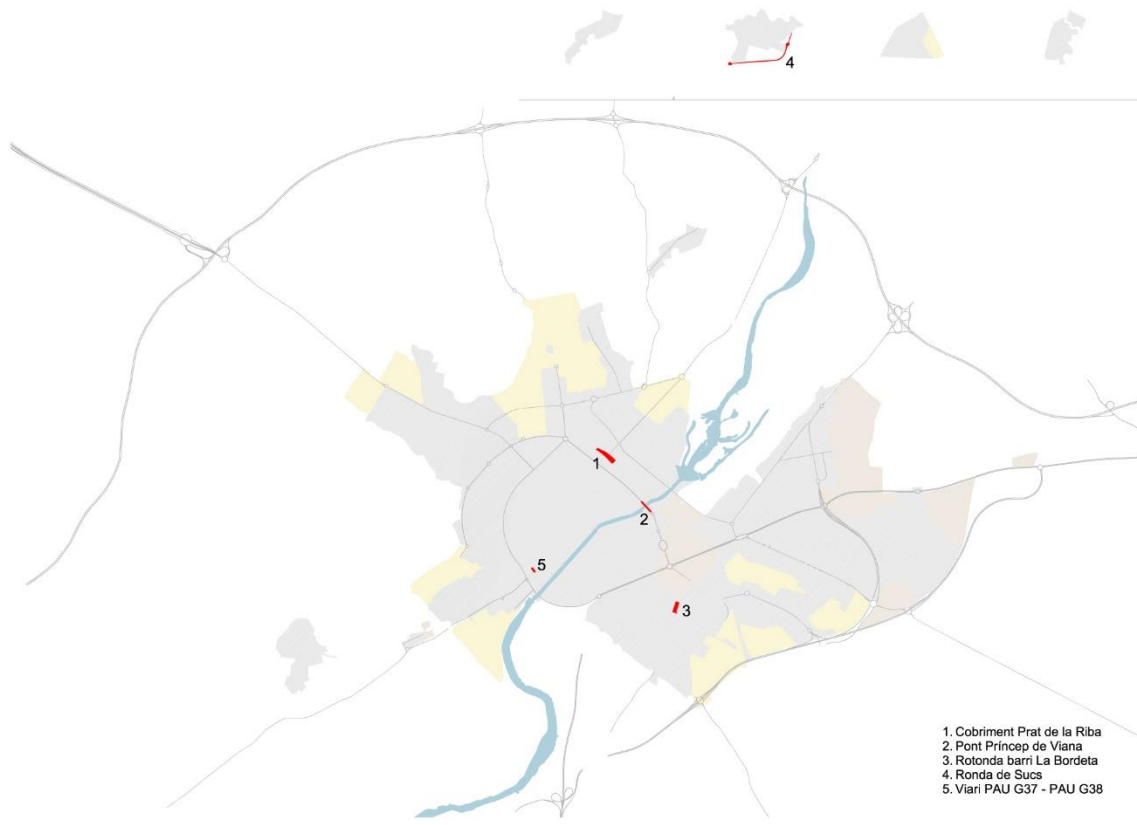 4
1
2
5
3
1. Cobriment Prat de la Riba
2. Pont Príncep de Viana
3. Rotonda barri La Bordeta
4. Ronda de Sucs
5. Viari PAU G37 - PAU G38